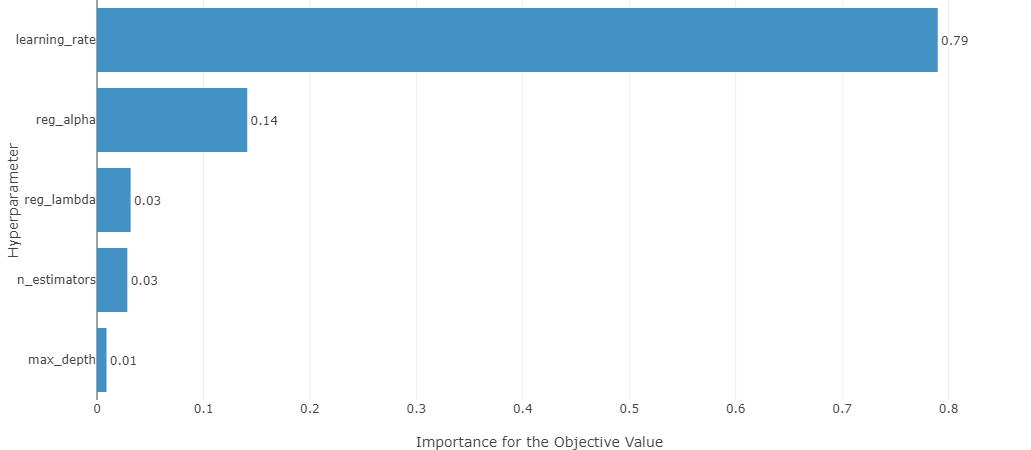 learning_rate
0.79
reg_alpha
0.14
Hyperparameter
reg_lambda
0.03
n_estimators
0.03
max_depth
0.01
0 0.1 0.2 0.3 0.4 0.5 0.6 0.7 0.8
Importance for the Objective Value